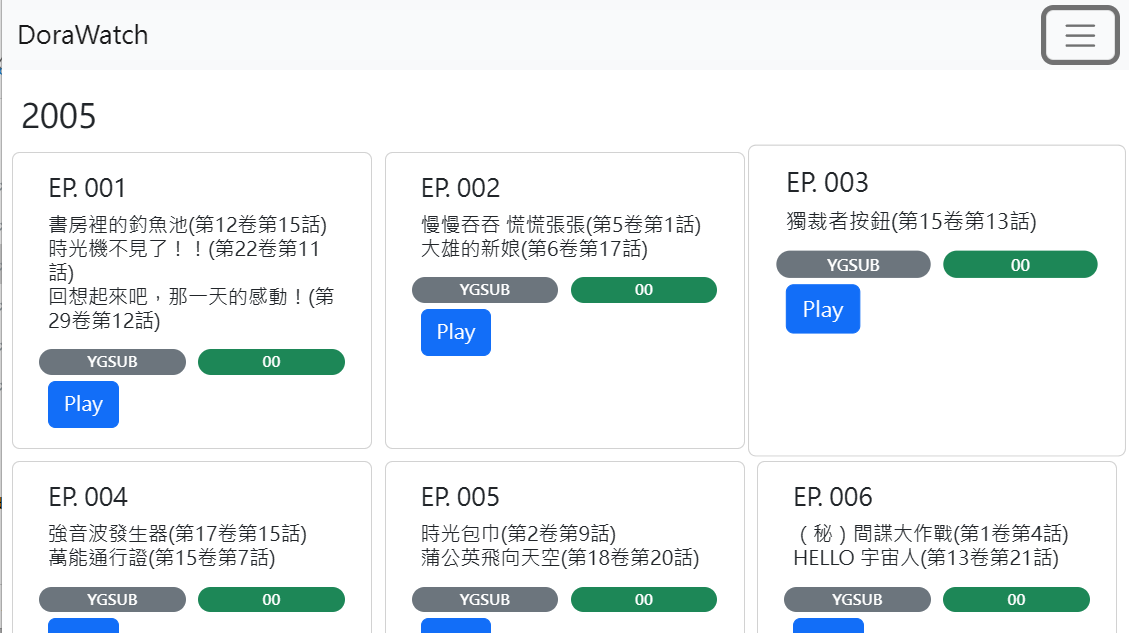 DoraWatch
2005
EP. 001
書房裡的釣魚池(第12卷第15話)
時光機不見了！！(第22卷第11
話)
回想起來吧，那一天的感動！(第
29卷第12話)
YGSUB 00
Play
EP. 002
慢慢吞吞 慌慌張張(第5卷第1話)
大雄的新娘(第6卷第17話)
YGSUB 00
Play
EP. 003
獨裁者按鈕(第15卷第13話)
YGSUB 00
Play
EP. 004
強音波發生器(第17卷第15話)
萬能通行證(第15卷第7話)
YGSUB 00
EP. 005
時光包巾(第2卷第9話)
蒲公英飛向天空(第18卷第20話)
YGSUB 00
EP. 006
（秘）間諜大作戰(第1卷第4話)
HELLO 宇宙人(第13卷第21話)
YGSUB 00